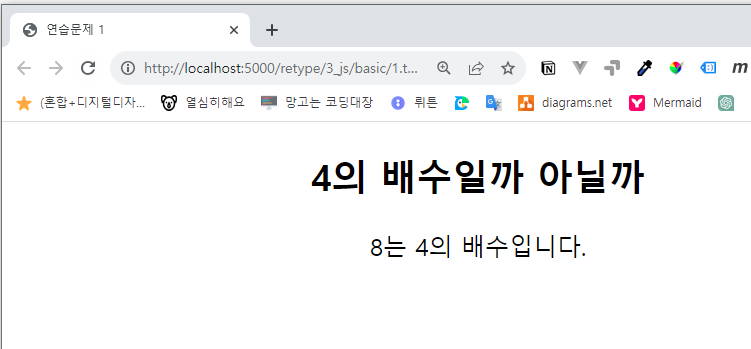 연습문제 1
http://localhost:5000/retype/3_js/basic/1.t...
(혼합+디지털디자... 열심히해요 망고는 코딩대장 뤼튼 diagrams.net Mermaid
4의 배수일까 아닐까
8는 4의 배수입니다.